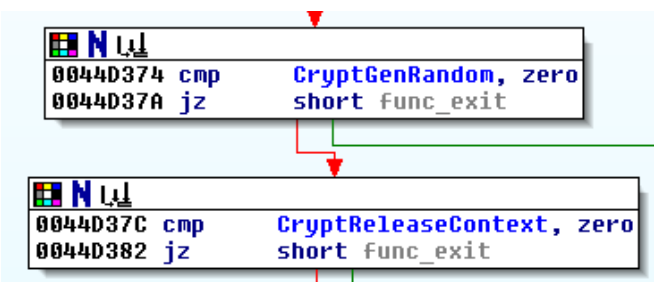 0044D374 cmp CryptGenRandom, zero
0044D37A jz short func_exit
0044D37C cmp CryptReleaseContext, zero
0044D382 jz short func_exit